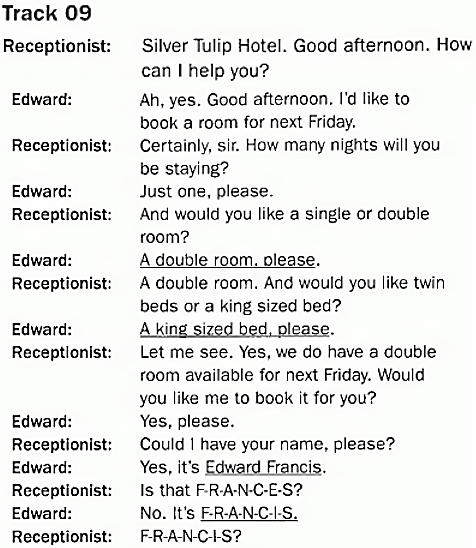 Track 09
Receptionist: Silver Tulip Hotel. Good afternoon. How
can I help you?
Edward: Ah, yes. Good afternoon. I'd like to
book a room for next Friday.
Receptionist: Certainly, sir. How many nights will you
be staying?
Edward: Just one, please.
Receptionist: And would you like a single or double
room?
Edward: A double room, please.
Receptionist: A double room. And would you like twin
beds or a king sized bed?
Edward: A king sized bed, please.
Receptionist: Let me see. Yes, we do have a double
room available for next Friday. Would
you like me to book it for you?
Edward: Yes, please.
Receptionist: Could I have your name, please?
Edward: Yes, it's Edward Francis.
Receptionist: Is that F-R-A-N-C-E-S?
Edward: No. It's F-R-A-N-C-I-S.
Receptionist: F-R-A-N-C-I-S?